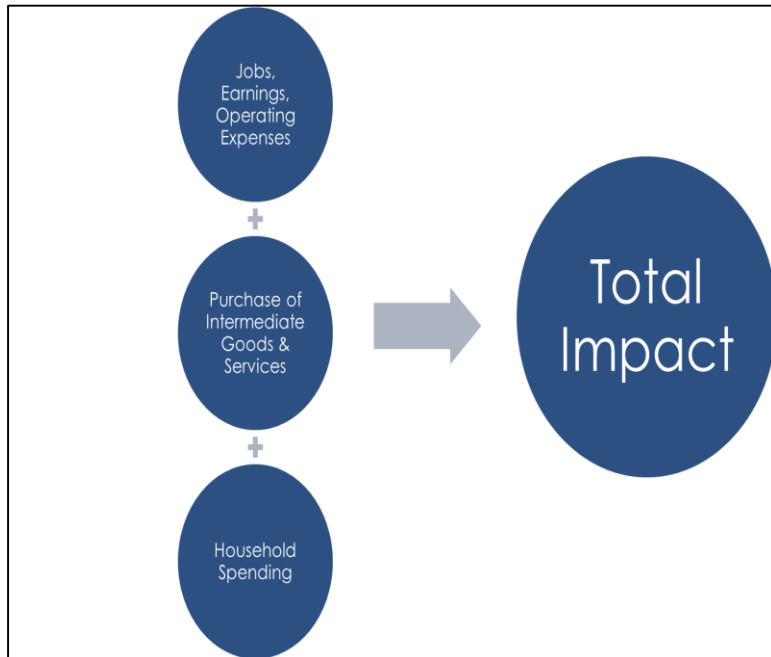 Jobs,
Earnings,
Operating
Expenses
+
Purchase of
Intermediate
Goods &
Services
+
Household
Spending
Total
Impact